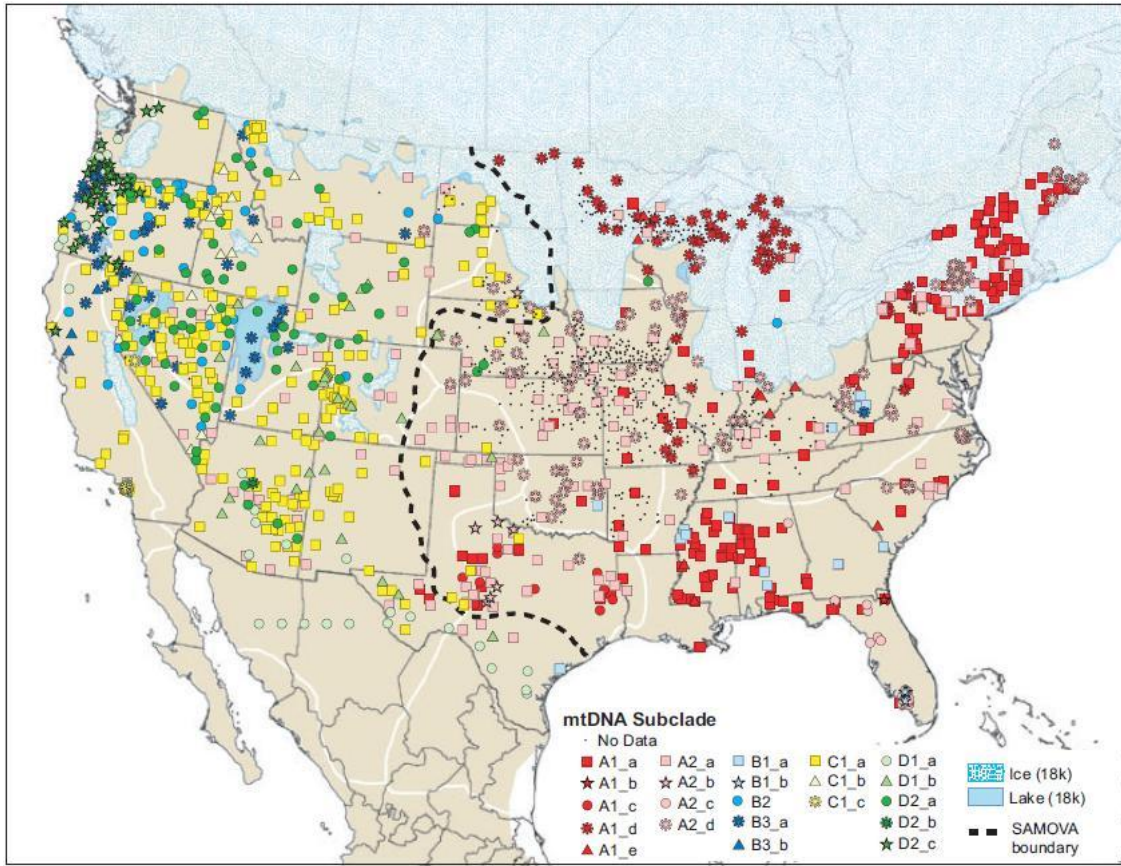 mtDNA Subclade
· No Data
A1_a A2_a B1_a C1_a D1_a
A1_b A2_b B1_b C1_b D1_b
A1_c A2_c B2 C1_c D2_a
A1_d A2_d B3_a D2_b
A1_e B3_b D2_c
Ice (18k)
Lake (18k)
SAMOVA
boundary